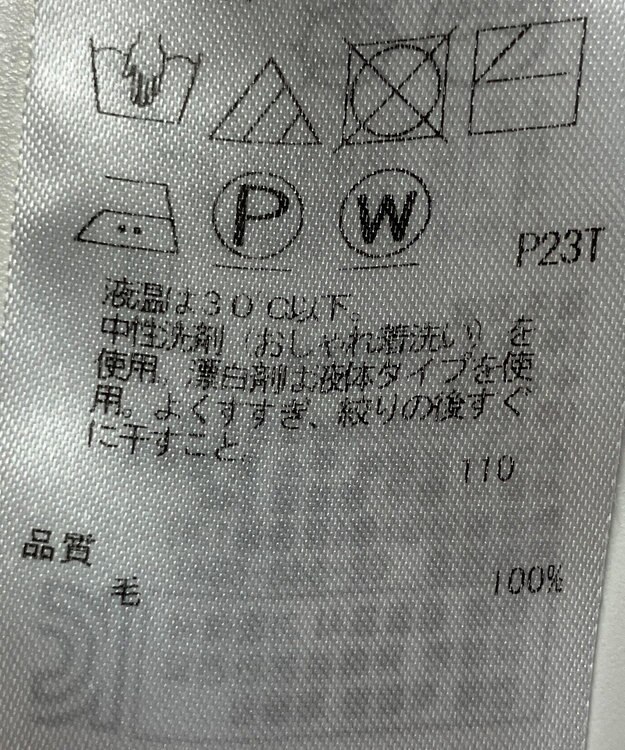 P W
P23T
液温は30℃以下。
中性洗剤（おしゃれ着洗い）を
使用。漂白剤は液体タイプを使
用。よくすすぎ、絞りの後すぐ
に干すこと。
110
品質
毛 100%